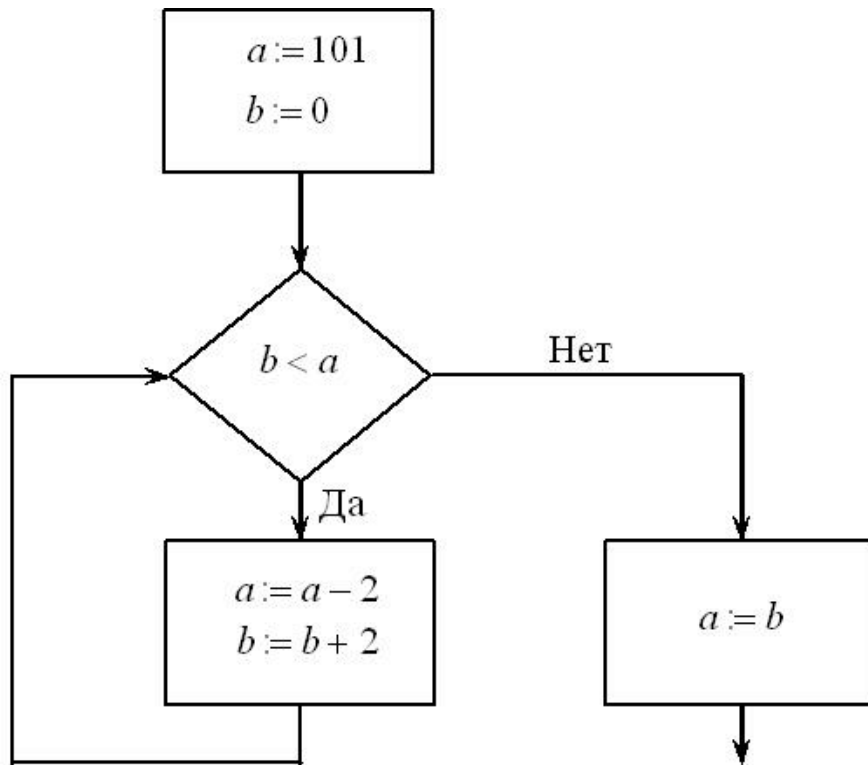 a := 101
b := 0
b < a
Нет
Да
a := a − 2
b := b + 2
a := b